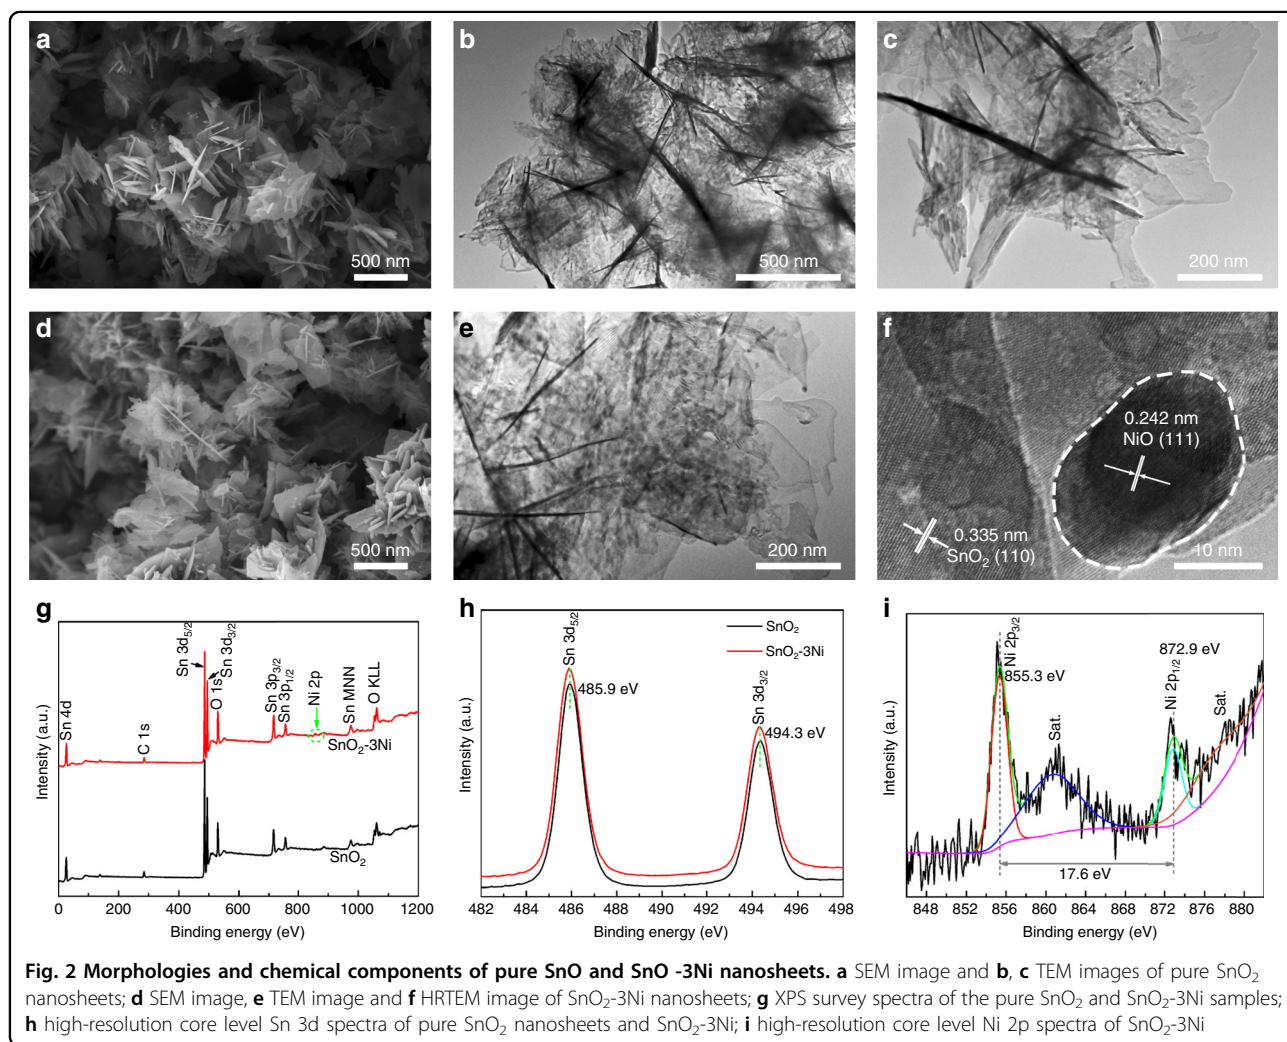 a
500 nm
b
500 nm
c
200 nm
d
500 nm
e
200 nm
f
0.242 nm
NiO (111)
0.335 nm
SnO₂ (110)
10 nm
g
Sn 4d
C 1s
Sn 3d₅/₂
Sn 3d₃/₂
O 1s
Sn 3p₃/₂
Sn 3p₁/₂
Ni 2p
Sn MNN
O KLL
SnO₂-3Ni
SnO₂
Intensity (a.u.)
0 200 400 600 800 1000 1200
Binding energy (eV)
h
Sn 3d₅/₂
485.9 eV
SnO₂
SnO₂-3Ni
Sn 3d₃/₂
494.3 eV
Intensity (a.u.)
482 484 486 488 490 492 494 496 498
Binding energy (eV)
i
Ni 2p₃/₂
855.3 eV
Sat.
872.9 eV
Ni 2p₁/₂
Sat.
17.6 eV
Intensity (a.u.)
848 852 856 860 864 868 872 876 880
Binding energy (eV)
Fig. 2 Morphologies and chemical components of pure SnO and SnO -3Ni nanosheets. a SEM image and b, c TEM images of pure SnO₂
nanosheets; d SEM image, e TEM image and f HRTEM image of SnO₂-3Ni nanosheets; g XPS survey spectra of the pure SnO₂ and SnO₂-3Ni samples;
h high-resolution core level Sn 3d spectra of pure SnO₂ nanosheets and SnO₂-3Ni; i high-resolution core level Ni 2p spectra of SnO₂-3Ni